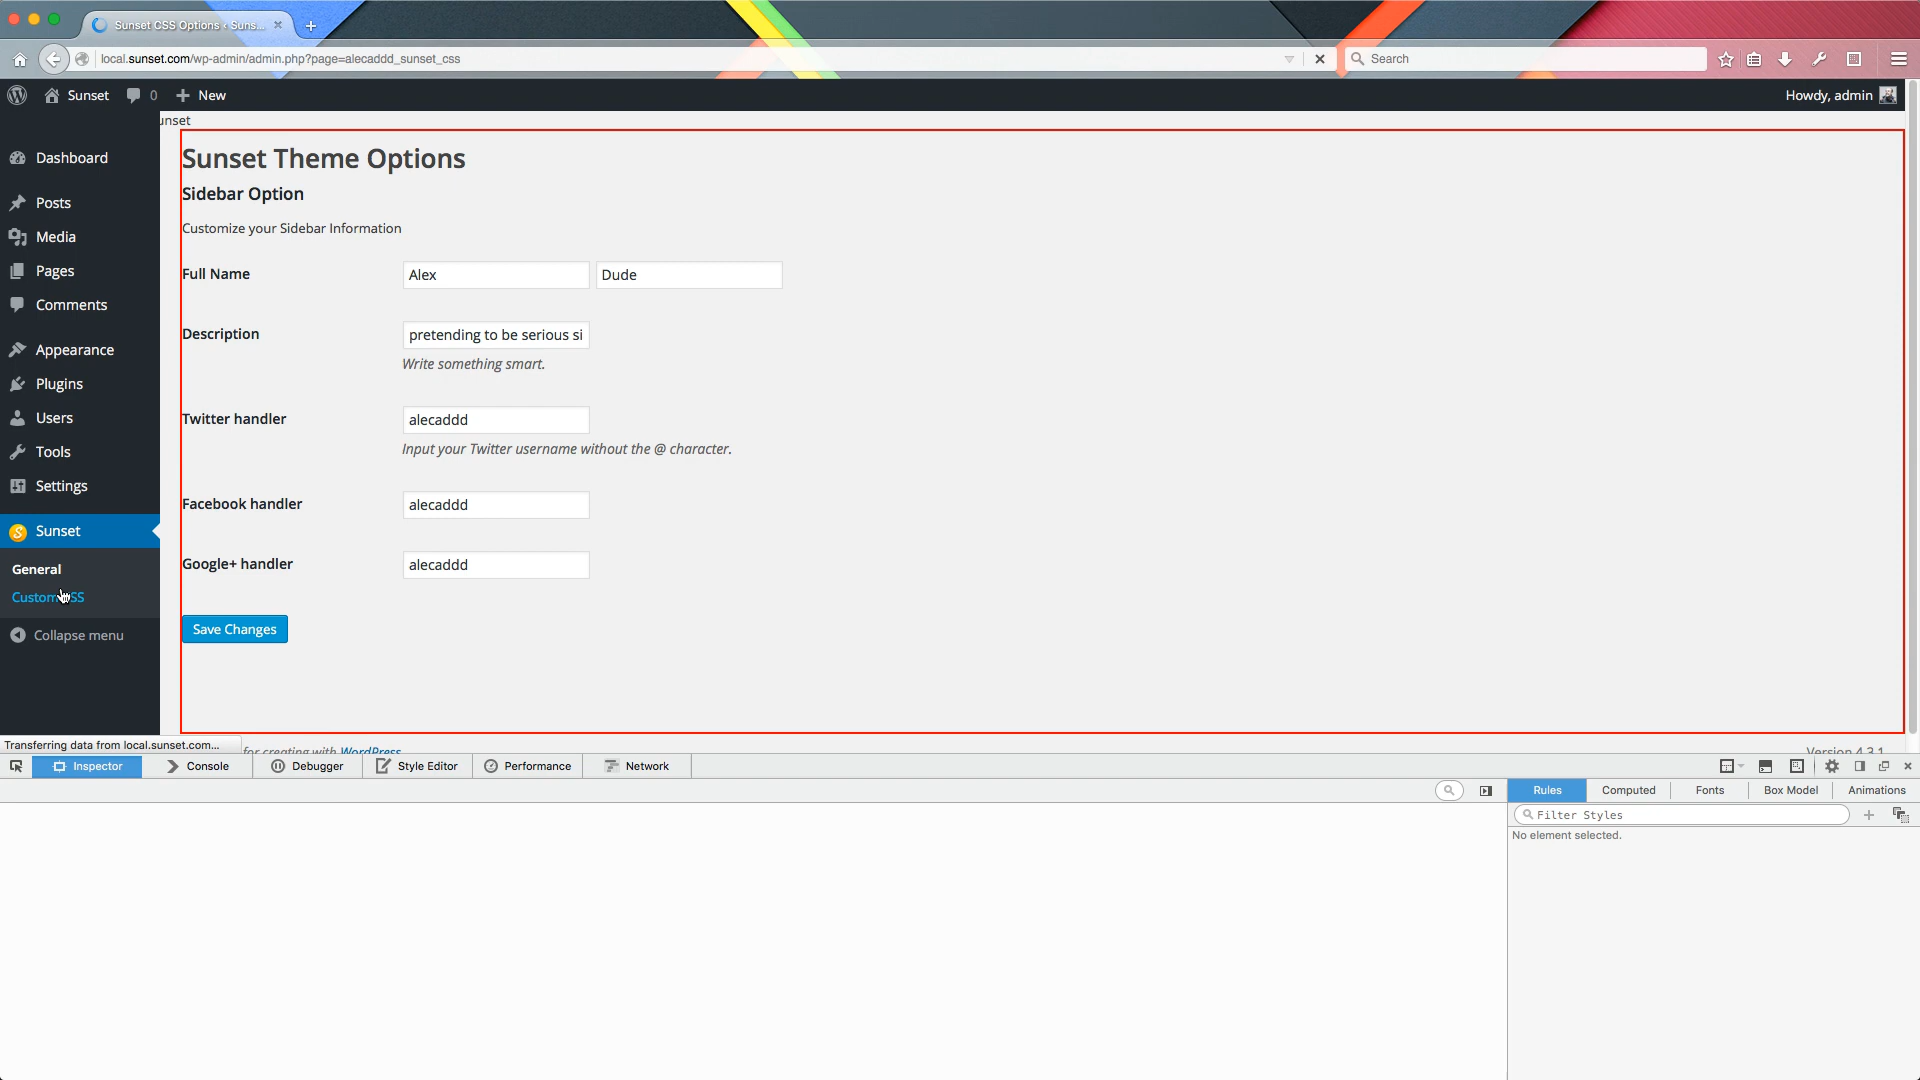 Sunset CSS Options ‹ Suns...
local.sunset.com/wp-admin/admin.php?page=alecaddd_sunset_css
Search
Sunset
0
New
Howdy, admin
unset
Dashboard
Posts
Media
Pages
Comments
Appearance
Plugins
Users
Tools
Settings
Sunset
General
Custom SS
Collapse menu
Sunset Theme Options
Sidebar Option
Customize your Sidebar Information
Full Name
Alex
Dude
Description
pretending to be serious si
Write something smart.
Twitter handler
alecaddd
Input your Twitter username without the @ character.
Facebook handler
alecaddd
Google+ handler
alecaddd
Save Changes
Transferring data from local.sunset.com...
for creating with WordPress
Version 4.3.1
Inspector
Console
Debugger
Style Editor
Performance
Network
Rules
Computed
Fonts
Box Model
Animations
Filter Styles
No element selected.